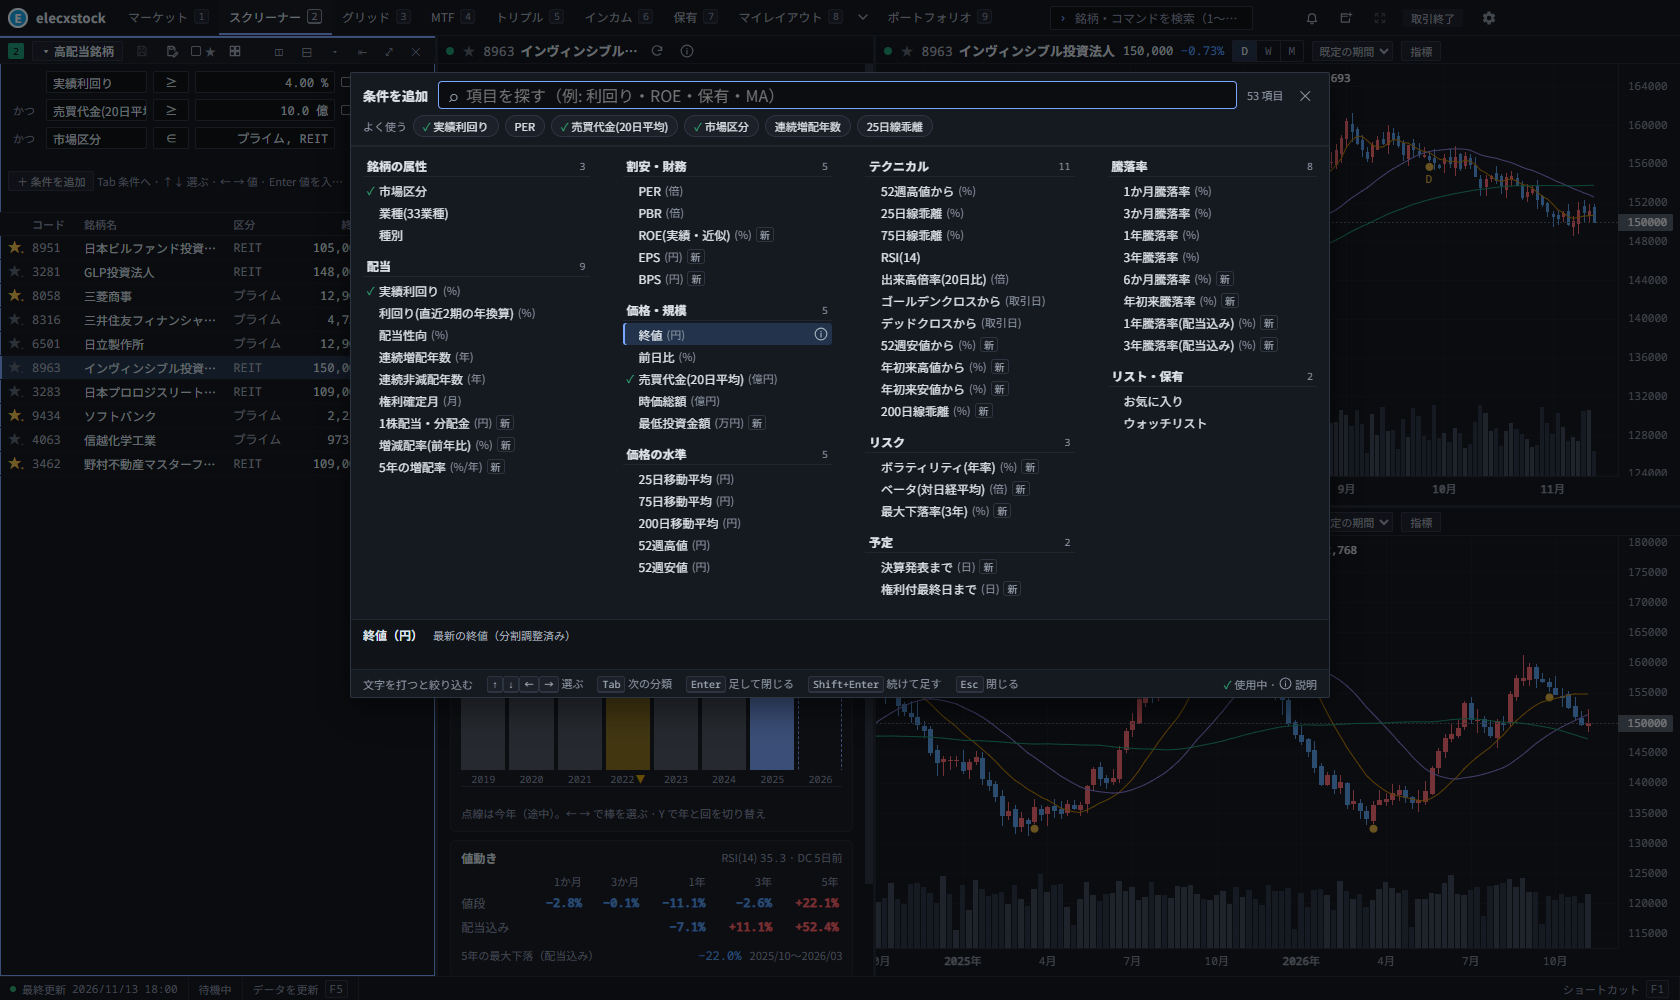 E elecxstock マーケット 1 スクリーナー 2 グリッド 3 MTF 4 トリプル 5 インカム 6 保有 7 マイレイアウト 8 ポートフォリオ 9 › 銘柄・コマンドを検索（1〜… 取引終了
2 高配当銘柄
8963 インヴィンシブル…
8963 インヴィンシブル投資法人 150,000 −0.73% D W M 既定の期間 指標
実績利回り ≥ 4.00 %
かつ 売買代金(20日平均 ≥ 10.0 億
かつ 市場区分 ∈ プライム, REIT
＋条件を追加 Tab 条件へ・↑↓選ぶ・←→値・Enter 値を入…
コード 銘柄名 区分
8951 日本ビルファンド投資… REIT 105,0
3281 GLP投資法人 REIT 148,
8058 三菱商事 プライム 12,9
8316 三井住友フィナンシャ… プライム 4,7
6501 日立製作所 プライム 12,9
8963 インヴィンシブル投資… REIT 150,
3283 日本プロロジスリート… REIT 109,
9434 ソフトバンク プライム 2,2
4063 信越化学工業 プライム 973
3462 野村不動産マスターフ… REIT 109,0
条件を追加 項目を探す（例: 利回り・ROE・保有・MA） 53 項目
よく使う ✓実績利回り PER ✓売買代金(20日平均) ✓市場区分 連続増配年数 25日線乖離
銘柄の属性 3
✓市場区分
業種(33業種)
種別
配当 9
✓実績利回り (%)
利回り(直近2期の年換算) (%)
配当性向 (%)
連続増配年数 (年)
連続非減配年数 (年)
権利確定月 (月)
1株配当・分配金 (円) 新
増減配率(前年比) (%) 新
5年の増配率 (%/年) 新
割安・財務 5
PER (倍)
PBR (倍)
ROE(実績・近似) (%) 新
EPS (円) 新
BPS (円) 新
価格・規模 5
終値 (円)
前日比 (%)
✓売買代金(20日平均) (億円)
時価総額 (億円)
最低投資金額 (万円) 新
価格の水準 5
25日移動平均 (円)
75日移動平均 (円)
200日移動平均 (円)
52週高値 (円)
52週安値 (円)
テクニカル 11
52週高値から (%)
25日線乖離 (%)
75日線乖離 (%)
RSI(14)
出来高倍率(20日比) (倍)
ゴールデンクロスから (取引日)
デッドクロスから (取引日)
52週安値から (%) 新
年初来高値から (%) 新
年初来安値から (%) 新
200日線乖離 (%) 新
リスク 3
ボラティリティ(年率) (%) 新
ベータ(対日経平均) (倍) 新
最大下落率(3年) (%) 新
予定 2
決算発表まで (日) 新
権利付最終日まで (日) 新
騰落率 8
1か月騰落率 (%)
3か月騰落率 (%)
1年騰落率 (%)
3年騰落率 (%)
6か月騰落率 (%) 新
年初来騰落率 (%) 新
1年騰落率(配当込み) (%) 新
3年騰落率(配当込み) (%) 新
リスト・保有 2
お気に入り
ウォッチリスト
終値（円） 最新の終値（分割調整済み）
文字を打つと絞り込む ↑ ↓ ← → 選ぶ Tab 次の分類 Enter 足して閉じる Shift+Enter 続けて足す Esc 閉じる ✓使用中・ⓘ説明
693
D
164000
160000
156000
152000
150000
148000
144000
140000
136000
132000
128000
124000
9月 10月 11月
定の期間 指標
,768
180000
175000
170000
165000
160000
155000
150000
145000
140000
135000
130000
125000
120000
115000
2025年 4月 7月 10月 2026年 4月 7月 10月
2019 2020 2021 2022▼ 2023 2024 2025 2026
点線は今年（途中）。←→で棒を選ぶ・Yで年と回を切り替え
値動き RSI(14) 35.3・DC 5日前
1か月 3か月 1年 3年 5年
値段 −2.8% −0.1% −11.1% −2.6% +22.1%
配当込み −7.1% +11.1% +52.4%
5年の最大下落（配当込み） −22.0% 2025/10〜2026/03
最終更新 2026/11/13 18:00 待機中 データを更新 F5 ショートカット F1